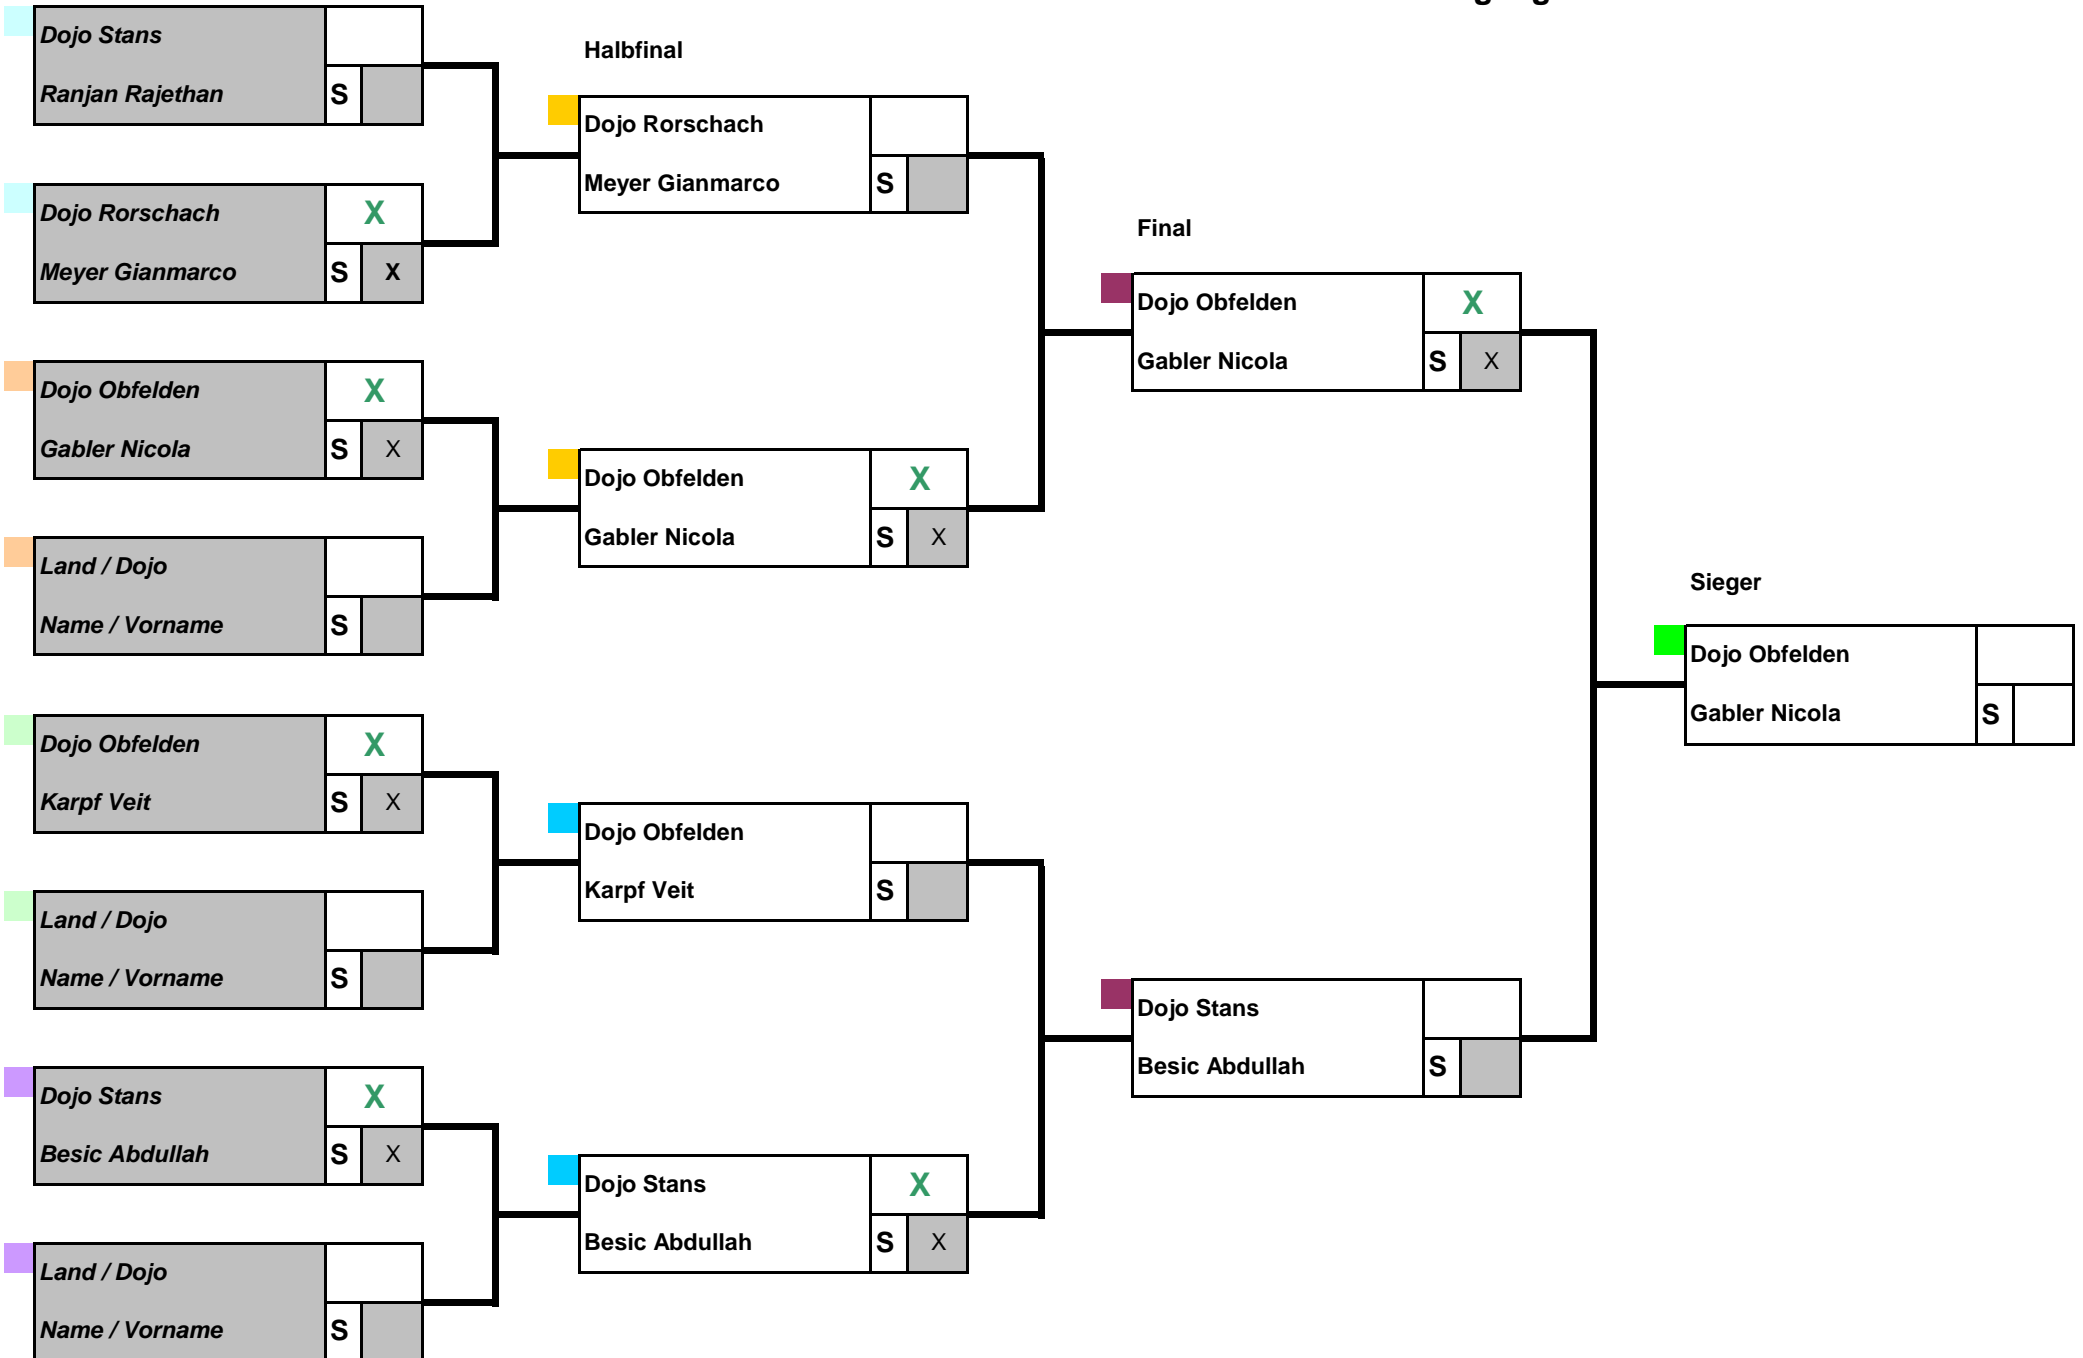 Dojo Stans
Ranjan Rajethan S
Dojo Rorschach X
Meyer Gianmarco S X
Dojo Obfelden X
Gabler Nicola S X
Land / Dojo
Name / Vorname S
Dojo Obfelden X
Karpf Veit S X
Land / Dojo
Name / Vorname S
Dojo Stans X
Besic Abdullah S X
Land / Dojo
Name / Vorname S
Halbfinal
Dojo Rorschach
Meyer Gianmarco S
Dojo Obfelden X
Gabler Nicola S X
Dojo Obfelden
Karpf Veit S
Dojo Stans X
Besic Abdullah S X
Final
Dojo Obfelden X
Gabler Nicola S X
Dojo Stans
Besic Abdullah S
Sieger
Dojo Obfelden
Gabler Nicola S